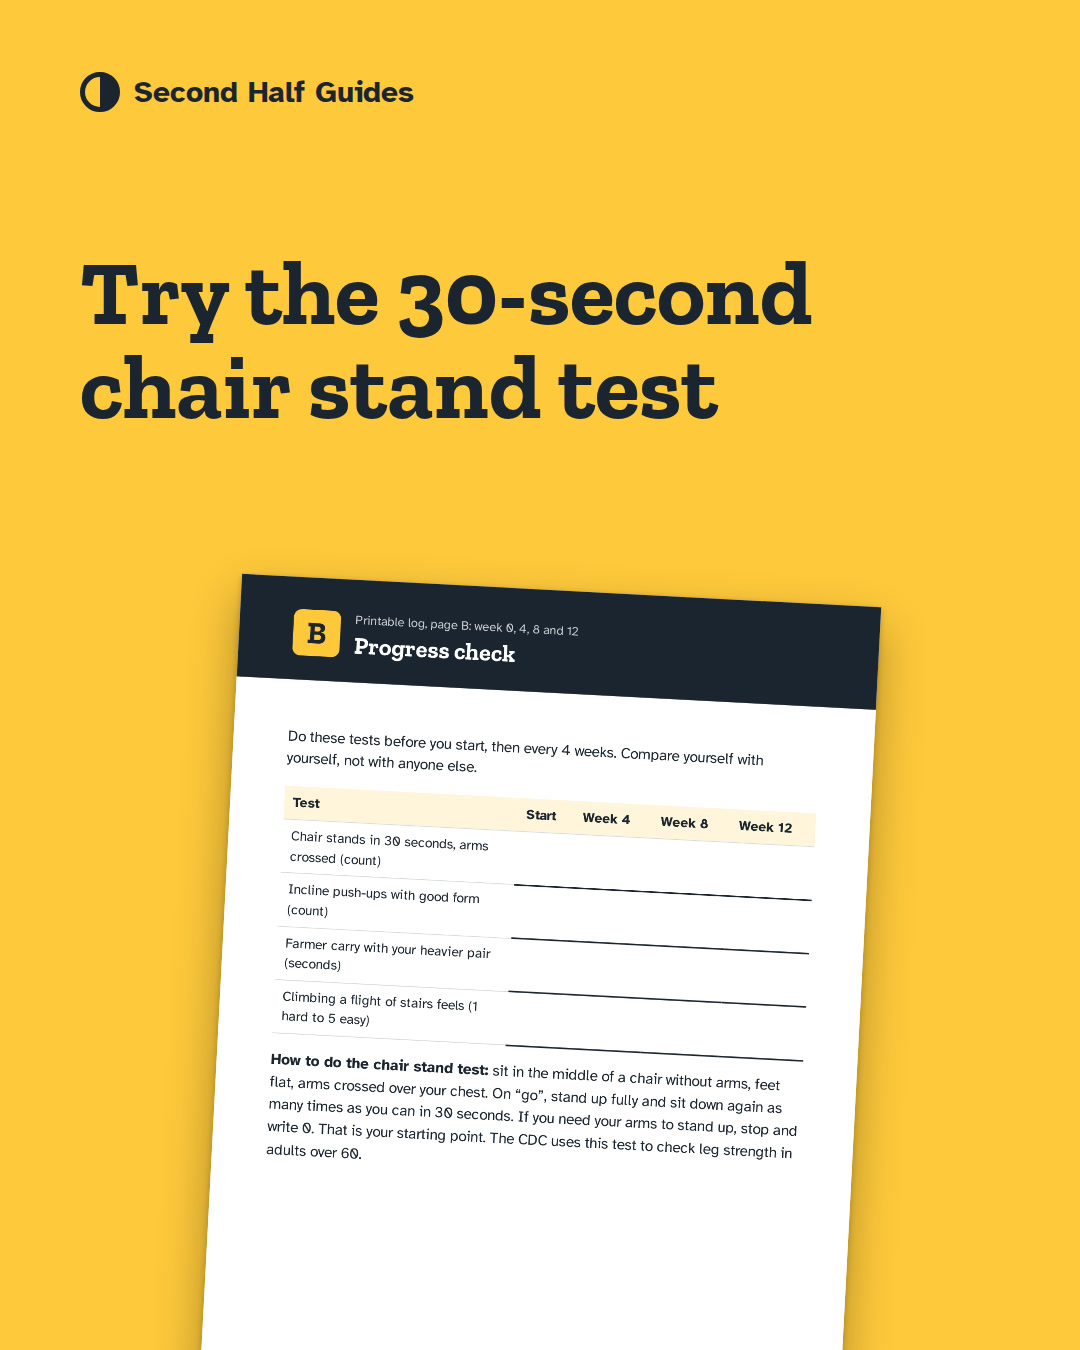 Second Half Guides
Try the 30-second
chair stand test
B
Printable log, page B: week 0, 4, 8 and 12
Progress check
Do these tests before you start, then every 4 weeks. Compare yourself with
yourself, not with anyone else.
Test Start Week 4 Week 8 Week 12
Chair stands in 30 seconds, arms
crossed (count)
Incline push-ups with good form
(count)
Farmer carry with your heavier pair
(seconds)
Climbing a flight of stairs feels (1
hard to 5 easy)
How to do the chair stand test: sit in the middle of a chair without arms, feet
flat, arms crossed over your chest. On “go”, stand up fully and sit down again as
many times as you can in 30 seconds. If you need your arms to stand up, stop and
write 0. That is your starting point. The CDC uses this test to check leg strength in
adults over 60.